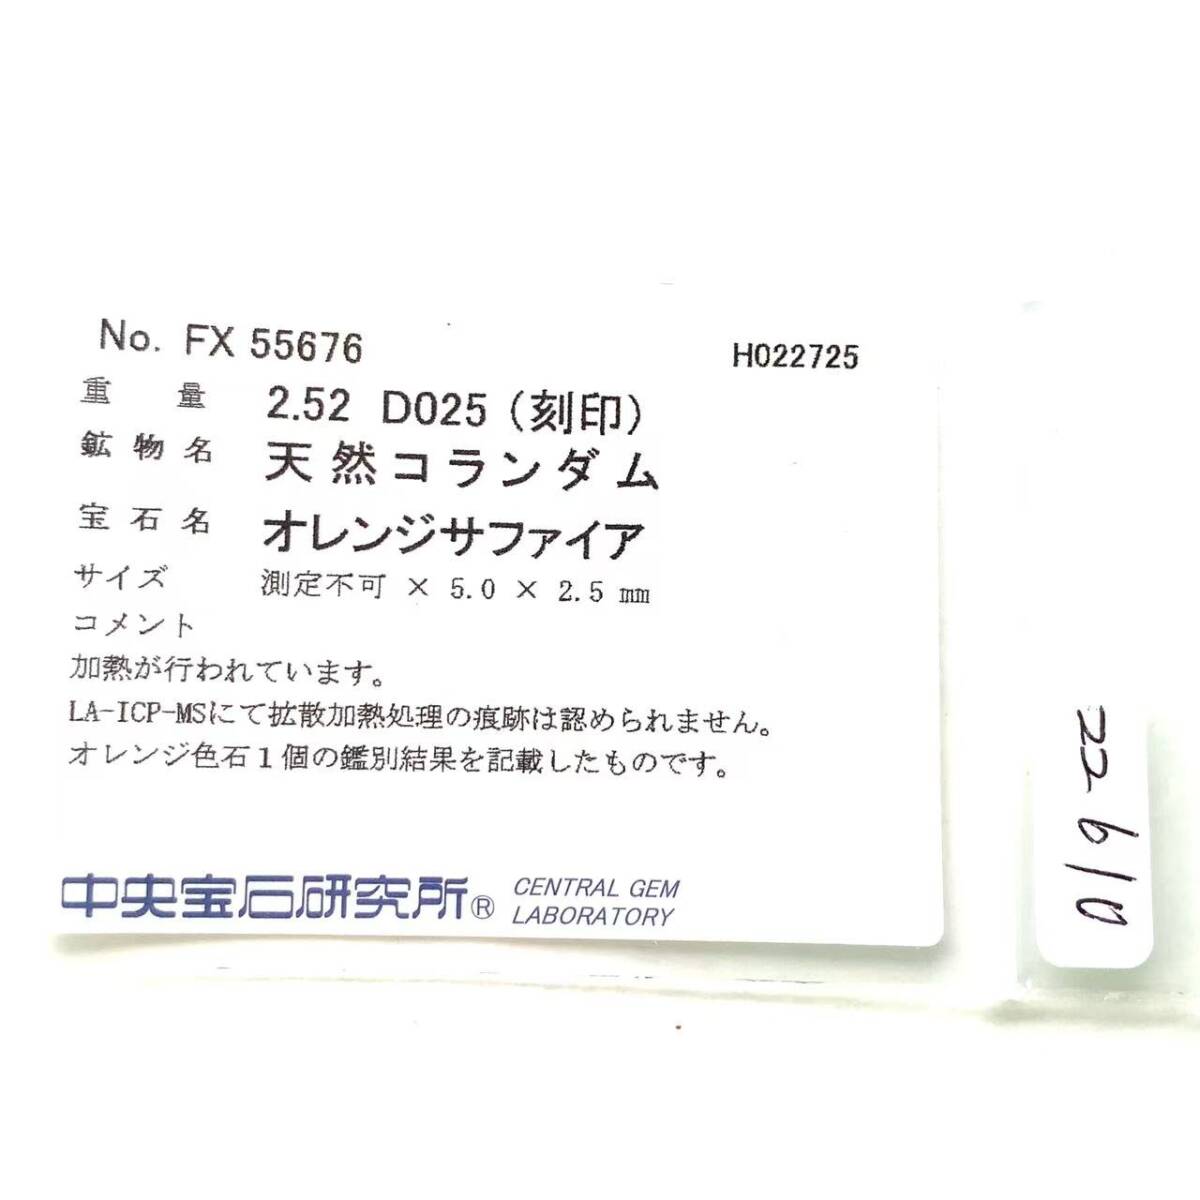 No. FX 55676
H022725
重 量 2.52 D025 (刻印)
鉱 物 名 天然コランダム
宝 石 名 オレンジサファイア
サイズ 測定不可 × 5.0 × 2.5 mm
コメント
加熱が行われています。
LA-ICP-MSにて拡散加熱処理の痕跡は認められません。
オレンジ色石１個の鑑別結果を記載したものです。
中央宝石研究所® CENTRAL GEM
LABORATORY
22610